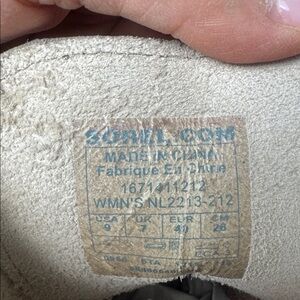 SOREL.COM
MADE IN CHINA
Fabriqué En Chine
1671411212
WMN'S NL2213-212
USA UK EUR CM
9 7 40 26